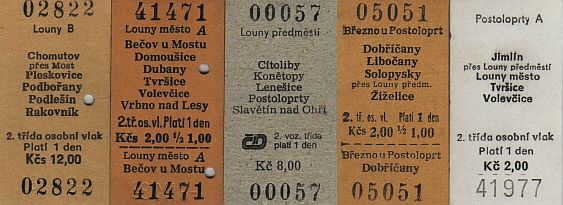 02822
Louny B
Chomutov
přes Most
Ploskovice
Podbořany
Podlešín
Rakovník
2. třída osobní vlak
Platí 1 den
Kčs 12,00
02822
41471
Louny město A
Bečov u Mostu
Domoušice
Dubany
Tvršice
Volevčice
Vrbno nad Lesy
2.tř.os.vl. Platí 1 den
Kčs 2,00 ½ 1,00
Louny město A
Bečov u Mostu
41471
00057
Louny předměstí
Cítoliby
Konětopy
Lenešice
Postoloprty
Slavětín nad Ohří
ČD 2. voz. třída
platí 1 den
Kč 8,00
00057
05051
Březno u Postoloprt
Dobříčany
Libočany
Solopysky
přes Louny předm.
Žiželice
2. tř. os. vl. Platí 1 den
Kčs 2,00 ½ 1,00
Březno u Postoloprt
Dobříčany
05051
Postoloprty A
Jimlín
přes Louny předměstí
Louny město
Tvršice
Volevčice
2. třída osobní vlak
Platí 1 den
Kč 2,00
41977